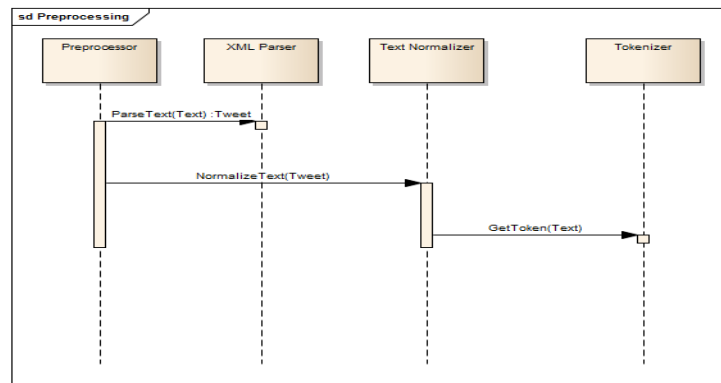 sd Preprocessing
Preprocessor
XML Parser
Text Normalizer
Tokenizer
ParseText(Text) :Tweet
NormalizeText(Tweet)
GetToken(Text)